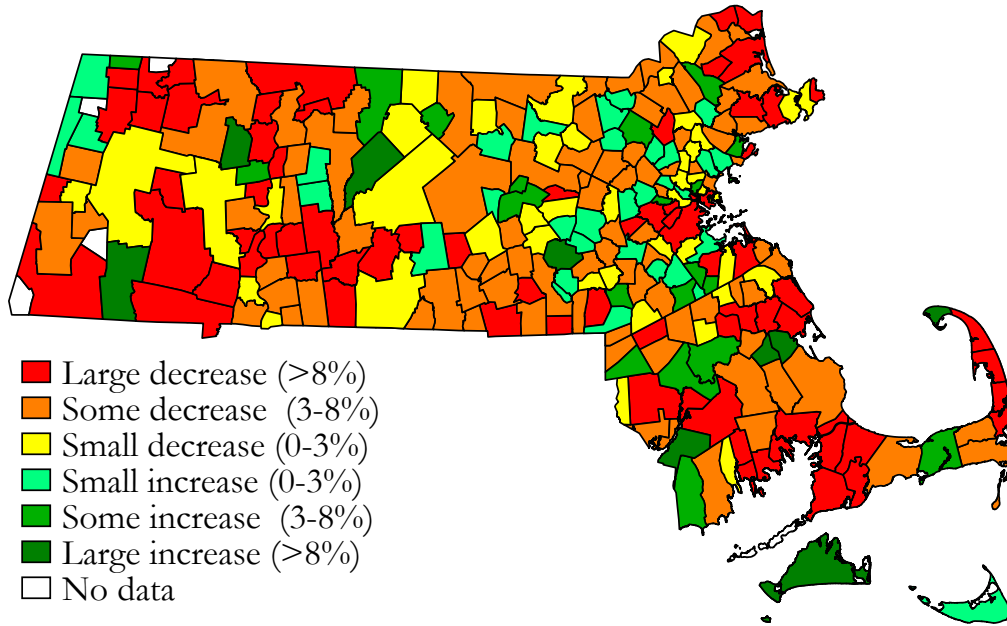 Large decrease (>8%)
Some decrease (3-8%)
Small decrease (0-3%)
Small increase (0-3%)
Some increase (3-8%)
Large increase (>8%)
No data